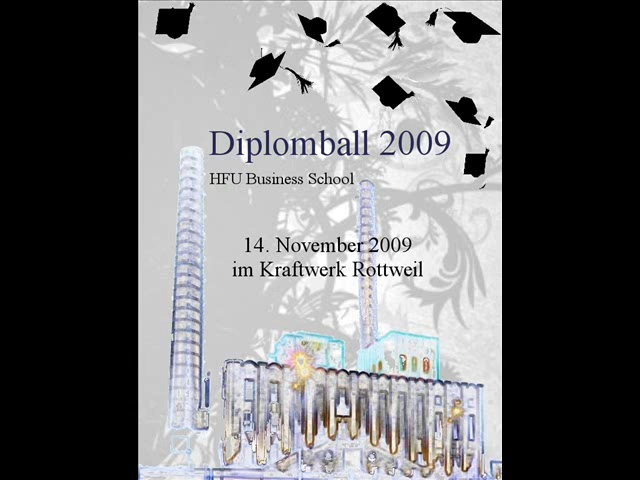 Diplomball 2009
HFU Business School
14. November 2009
im Kraftwerk Rottweil